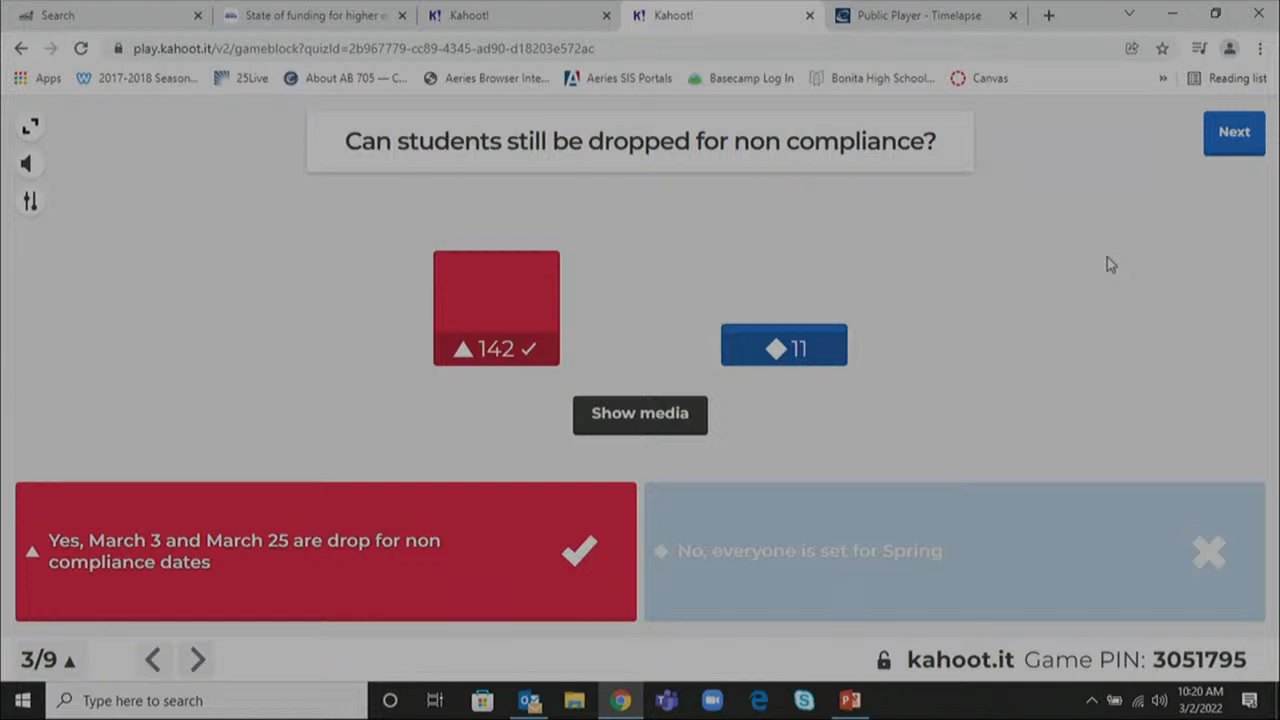 Search
State of funding for higher e
Kahoot!
Kahoot!
Public Player - Timelapse
play.kahoot.it/v2/gameblock?quizId=2b967779-cc89-4345-ad90-d18203e572ac
Apps
2017-2018 Season...
25Live
About AB 705 — C...
Aeries Browser Inte...
Aeries SIS Portals
Basecamp Log In
Bonita High School...
Canvas
Reading list
Can students still be dropped for non compliance?
Next
142
11
Show media
Yes, March 3 and March 25 are drop for non
compliance dates
No, everyone is set for Spring
3/9
kahoot.it Game PIN: 3051795
Type here to search
10:20 AM
3/2/2022